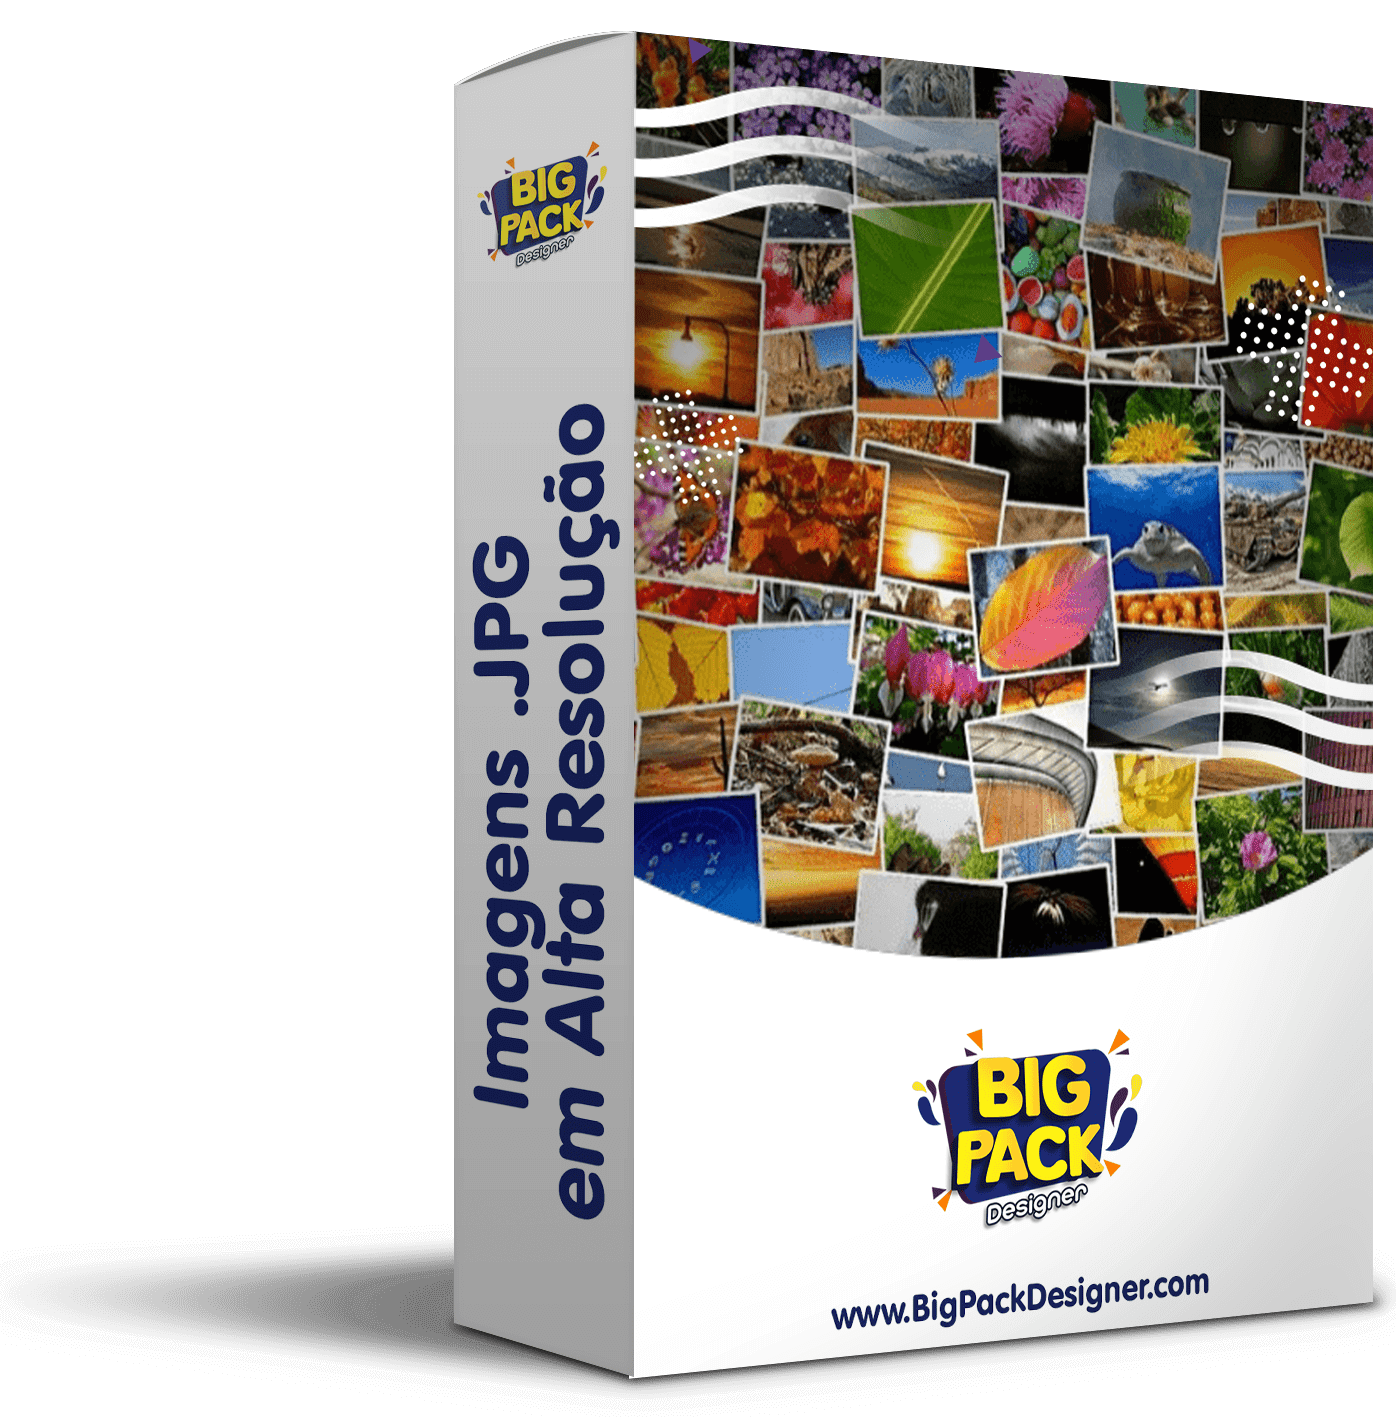 BIG
PACK
Designer
Imagens .JPG
em Alta Resolução
BIG
PACK
Designer
www.BigPackDesigner.com